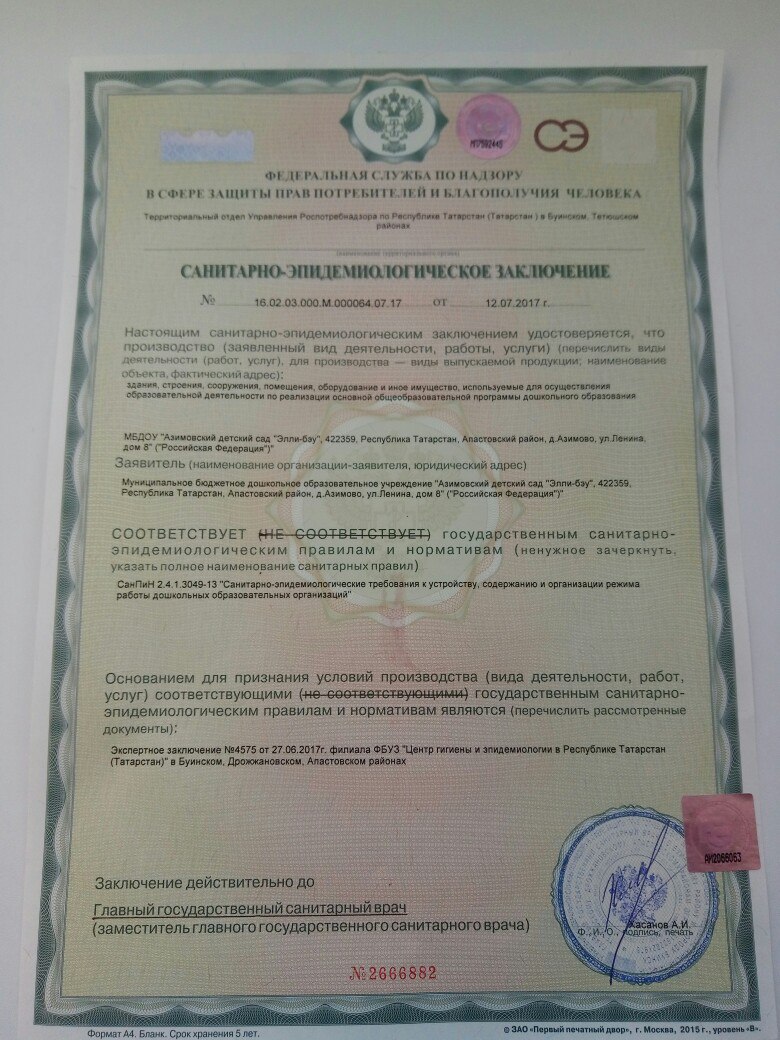 МП592448
СЭ
ФЕДЕРАЛЬНАЯ СЛУЖБА ПО НАДЗОРУ
В СФЕРЕ ЗАЩИТЫ ПРАВ ПОТРЕБИТЕЛЕЙ И БЛАГОПОЛУЧИЯ ЧЕЛОВЕКА
Территориальный отдел Управления Роспотребнадзора по Республике Татарстан (Татарстан ) в Буинском, Тетюшском
районах
(наименование территориального органа)
САНИТАРНО-ЭПИДЕМИОЛОГИЧЕСКОЕ ЗАКЛЮЧЕНИЕ
№ 16.02.03.000.М.000064.07.17 от 12.07.2017 г.
Настоящим санитарно-эпидемиологическим заключением удостоверяется, что
производство (заявленный вид деятельности, работы, услуги) (перечислить виды
деятельности (работ, услуг), для производства — виды выпускаемой продукции; наименование
объекта, фактический адрес):
здания, строения, сооружения, помещения, оборудование и иное имущество, используемые для осуществления
образовательной деятельности по реализации основной общеобразовательной программы дошкольного образования
МБДОУ "Азимовский детский сад "Элли-бэу", 422359, Республика Татарстан, Апастовский район, д.Азимово, ул.Ленина,
дом 8" ("Российская Федерация")"
Заявитель (наименование организации-заявителя, юридический адрес)
Муниципальное бюджетное дошкольное образовательное учреждение "Азимовский детский сад "Элли-бэу", 422359,
Республика Татарстан, Апастовский район, д.Азимово, ул.Ленина, дом 8" ("Российская Федерация")"
СООТВЕТСТВУЕТ (НЕ СООТВЕТСТВУЕТ) государственным санитарно-
эпидемиологическим правилам и нормативам (ненужное зачеркнуть,
указать полное наименование санитарных правил)
СанПиН 2.4.1.3049-13 "Санитарно-эпидемиологические требования к устройству, содержанию и организации режима
работы дошкольных образовательных организаций"
Основанием для признания условий производства (вида деятельности, работ,
услуг) соответствующими (не соответствующими) государственным санитарно-
эпидемиологическим правилам и нормативам являются (перечислить рассмотренные
документы):
Экспертное заключение №4575 от 27.06.2017г. филиала ФБУЗ "Центр гигиены и эпидемиологии в Республике Татарстан
(Татарстан)" в Буинском, Дрожжановском, Апастовском районах
АИ2066063
Заключение действительно до
Главный государственный санитарный врач
(заместитель главного государственного санитарного врача)
Хасанов А.И.
Ф., И., О., подпись, печать
№2666882
Формат А4. Бланк. Срок хранения 5 лет.
© ЗАО «Первый печатный двор», г. Москва, 2015 г., уровень «В».